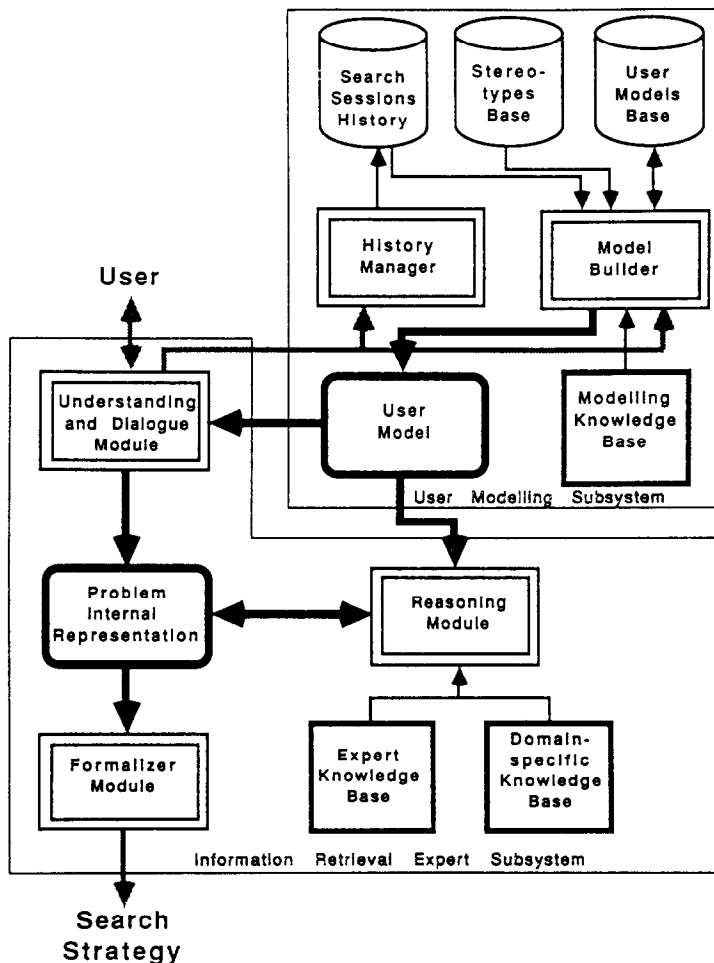 Search
Sessions
History
Stereo-
types
Base
User
Models
Base
History
Manager
Model
Builder
User
Understanding
and Dialogue
Module
User
Model
Modelling
Knowledge
Base
User Modelling Subsystem
Problem
Internal
Representation
Reasoning
Module
Formalizer
Module
Expert
Knowledge
Base
Domain-
specific
Knowledge
Base
Information Retrieval Expert Subsystem
Search
Strategy